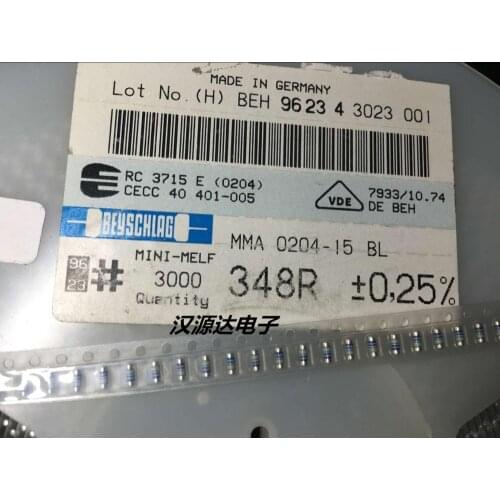 MADE IN GERMANY
Lot No. (H) BEH 96 23 4 3023 001
RC 3715 E (0204)
CECC 40 401-005
VDE
7933/10.74
DE BEH
BEYSCHLAG
MMA 0204-15 BL
96
23
MINI-MELF
3000
Quantity
348R ±0,25%
汉源达电子